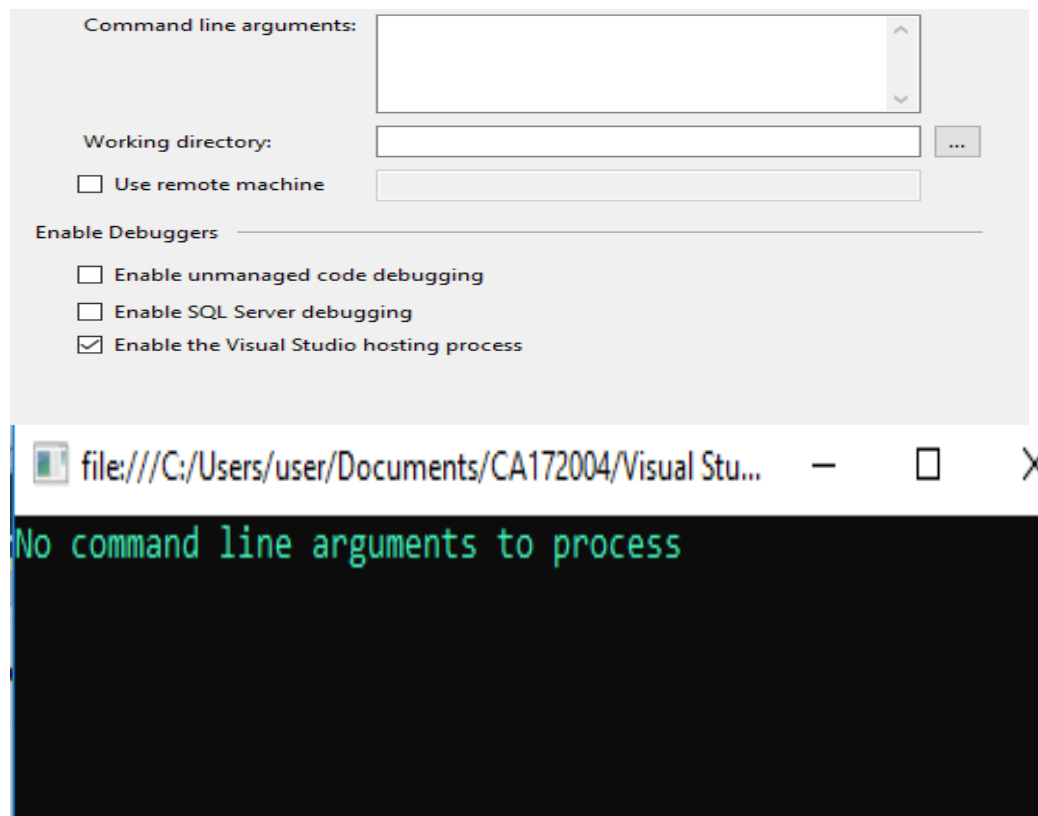 Command line arguments:
Working directory:
...
Use remote machine
Enable Debuggers
Enable unmanaged code debugging
Enable SQL Server debugging
Enable the Visual Studio hosting process
file:///C:/Users/user/Documents/CA172004/Visual Stu...
No command line arguments to process